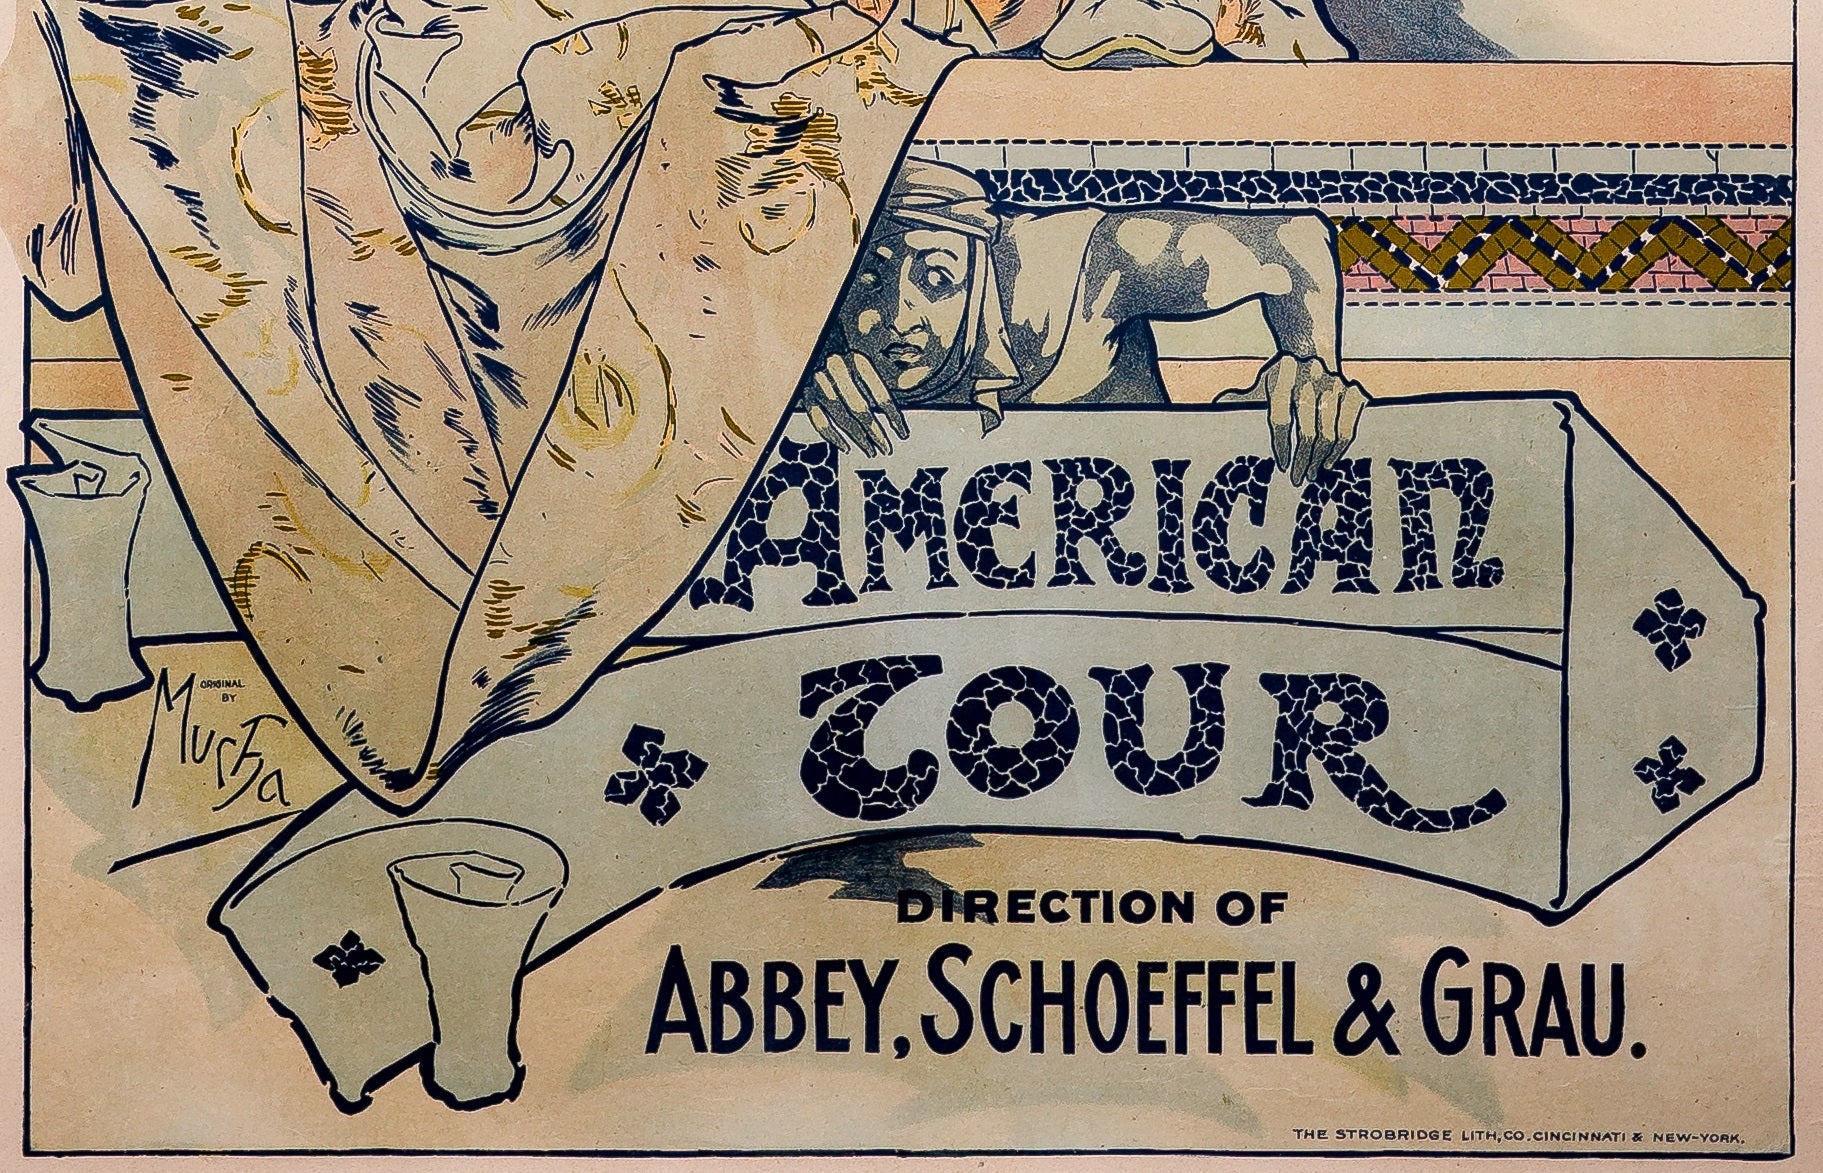 AMERICAN
TOUR
ORIGINAL
BY
Mucha
DIRECTION OF
ABBEY, SCHOEFFEL & GRAU.
THE STROBRIDGE LITH, CO. CINCINNATI & NEW-YORK.